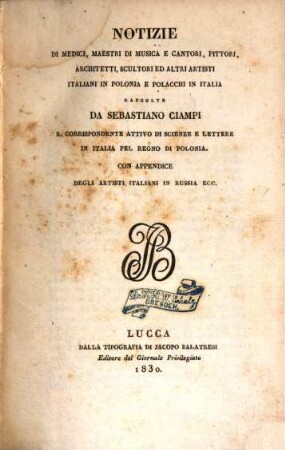 NOTIZIE
DI MEDICI, MAESTRI DI MUSICA E CANTORI, PITTORI,
ARCHITETTI, SCULTORI ED ALTRI ARTISTI
ITALIANI IN POLONIA E POLACCHI IN ITALIA
RACCOLTE
DA SEBASTIANO CIAMPI
R. CORRISPONDENTE ATTIVO DI SCIENZE E LETTERE
IN ITALIA PEL REGNO DI POLONIA.
CON APPENDICE
DEGLI ARTISTI ITALIANI IN RUSSIA ECC.
DRESDEN.
LUCCA
DALLA TIPOGRAFIA DI JACOPO BALATRESI
Editore del Giornale Privilegiato
1830.